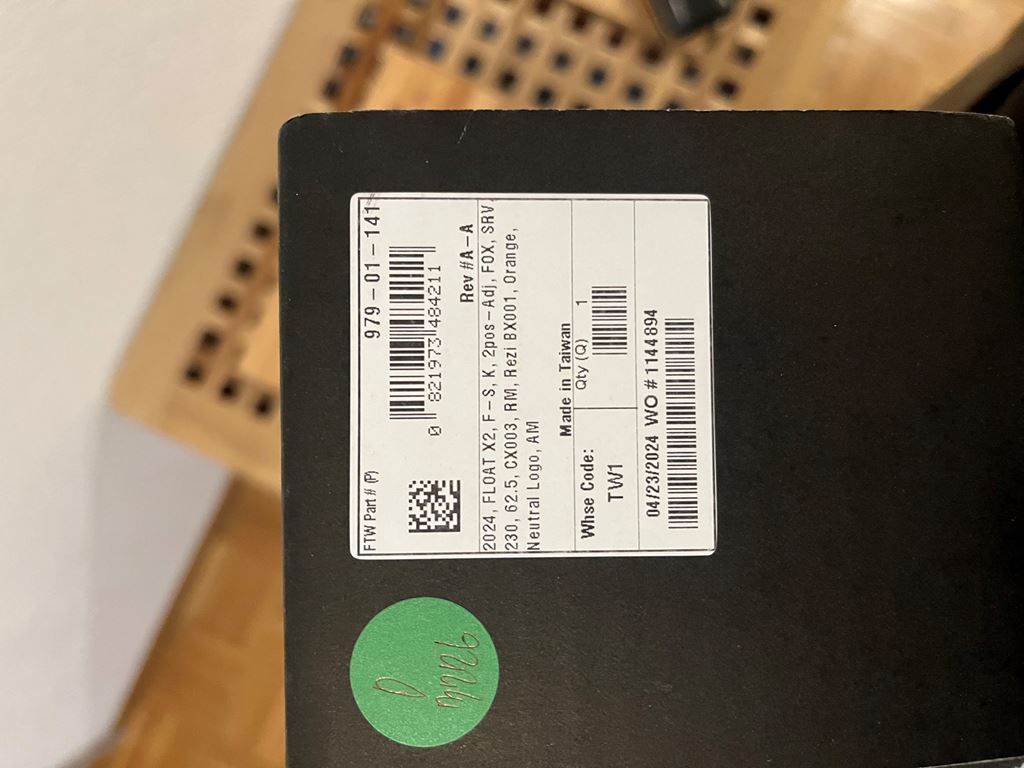 FTW Part# (P)
979-01-141
0 821973 484211
Rev #A-A
2024, FLOAT X2, F-S, K, 2pos-Adj, FOX, SRV,
230, 62.5, CX003, RM, Rezi BX001, Orange,
Neutral Logo, AM
Made in Taiwan
Whse Code:
TW1
Qty (Q) 1
04/23/2024 WO # 1144894